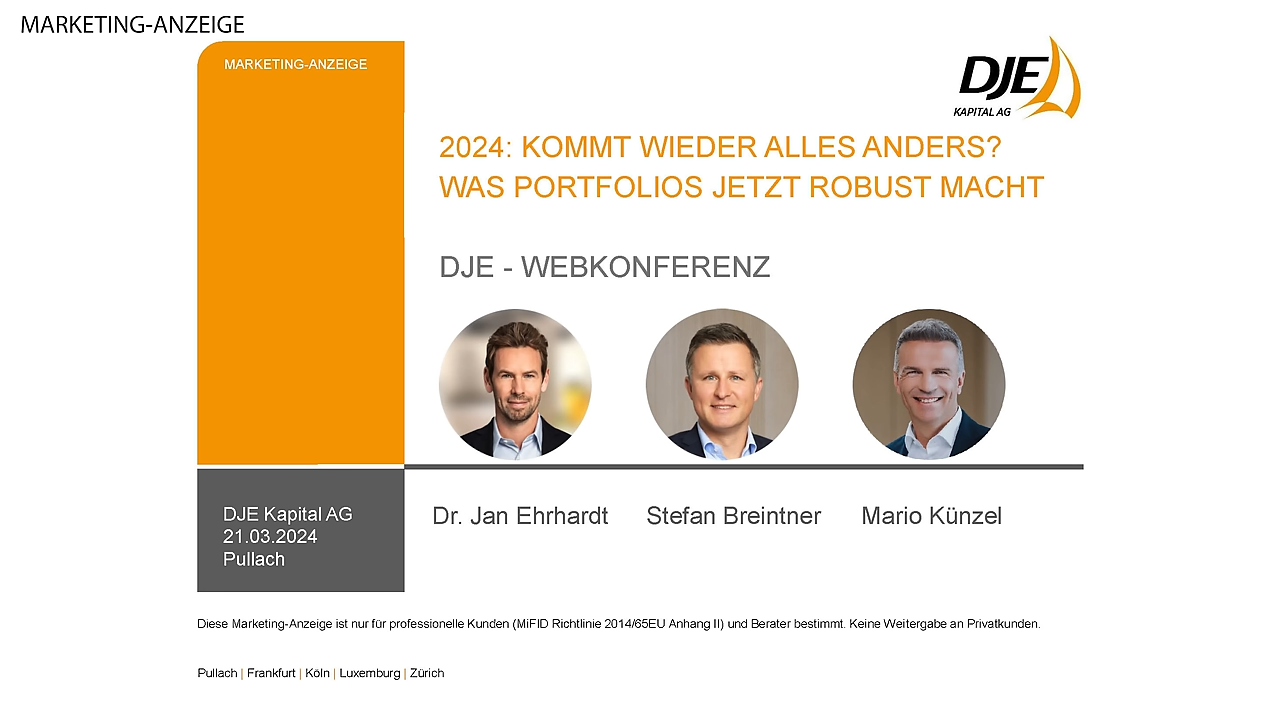 MARKETING-ANZEIGE
MARKETING-ANZEIGE
DJE
KAPITAL AG
2024: KOMMT WIEDER ALLES ANDERS?
WAS PORTFOLIOS JETZT ROBUST MACHT
DJE - WEBKONFERENZ
DJE Kapital AG
21.03.2024
Pullach
Dr. Jan Ehrhardt
Stefan Breintner
Mario Künzel
Diese Marketing-Anzeige ist nur für professionelle Kunden (MiFID Richtlinie 2014/65EU Anhang II) und Berater bestimmt. Keine Weitergabe an Privatkunden.
Pullach | Frankfurt | Köln | Luxemburg | Zürich